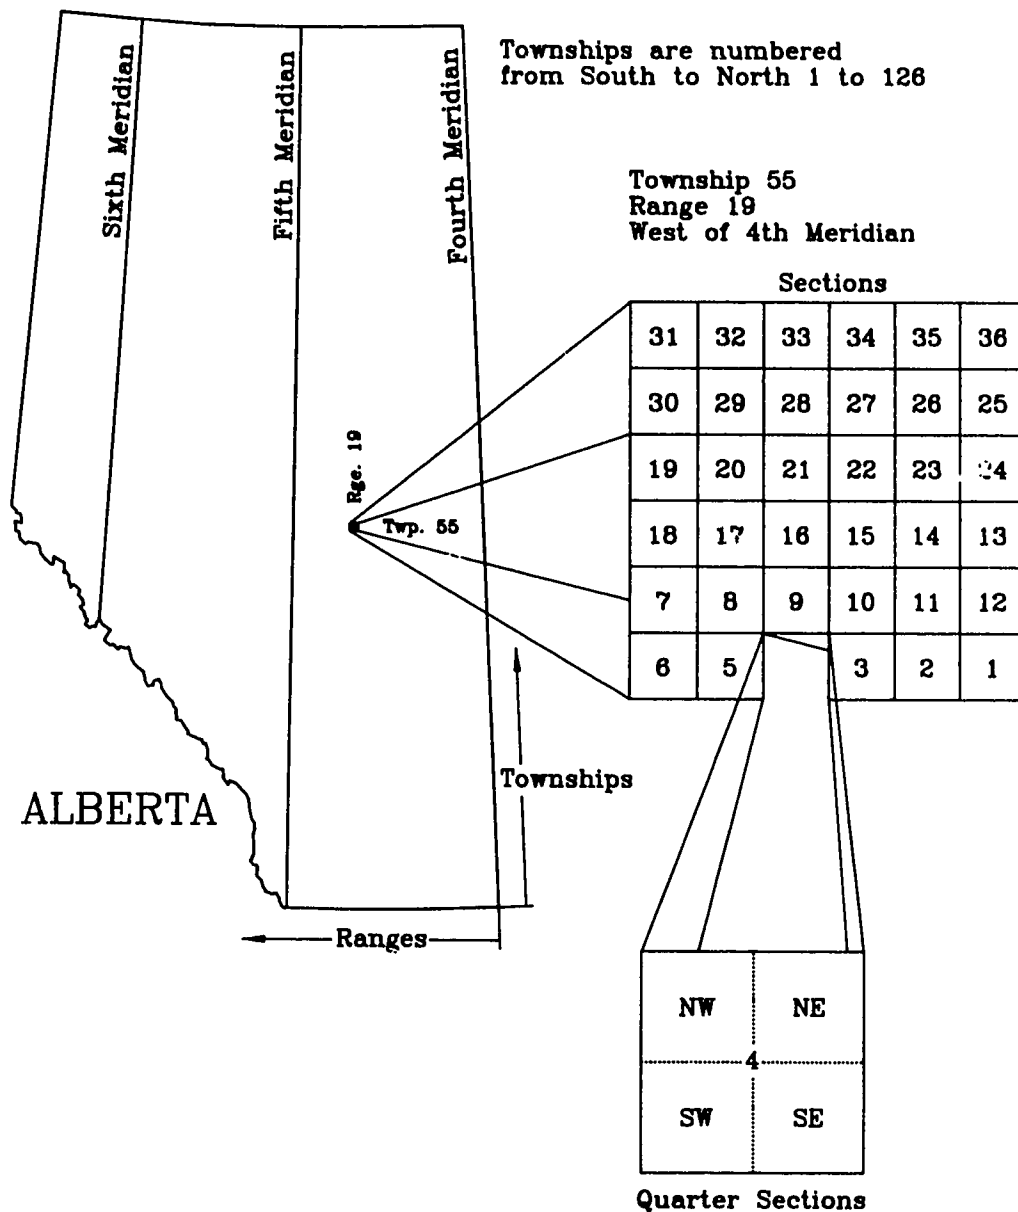 Townships are numbered
from South to North 1 to 126
Sixth Meridian
Fifth Meridian
Fourth Meridian
Township 55
Range 19
West of 4th Meridian
Sections
31 32 33 34 35 36
30 29 28 27 26 25
19 20 21 22 23 24
18 17 16 15 14 13
7 8 9 10 11 12
6 5 3 2 1
Rge. 19
Twp. 55
Townships
ALBERTA
Ranges
NW NE
4
SW SE
Quarter Sections